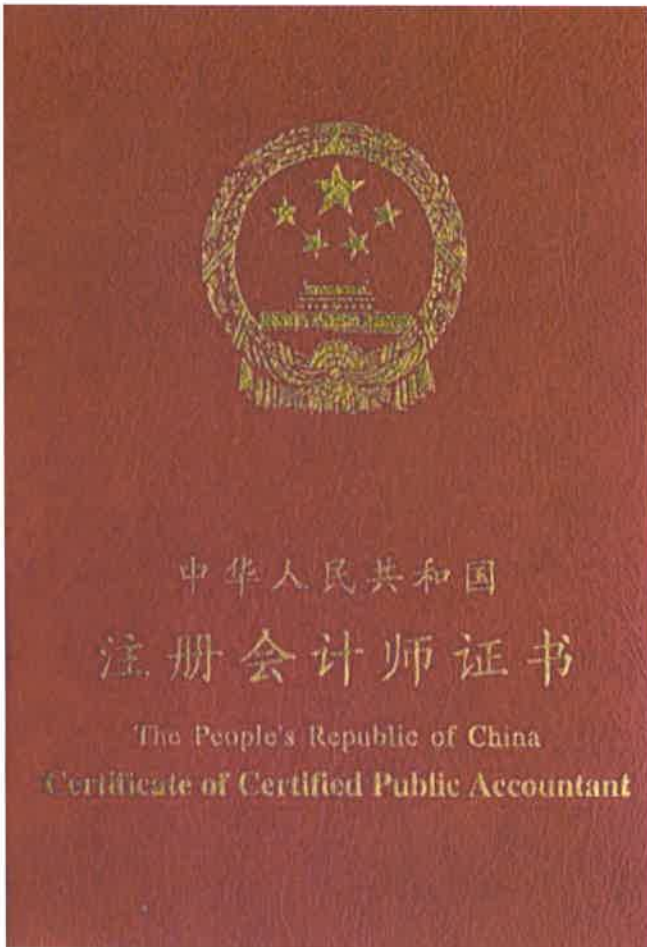 中华人民共和国
注册会计师证书
The People's Republic of China
Certificate of Certified Public Accountant